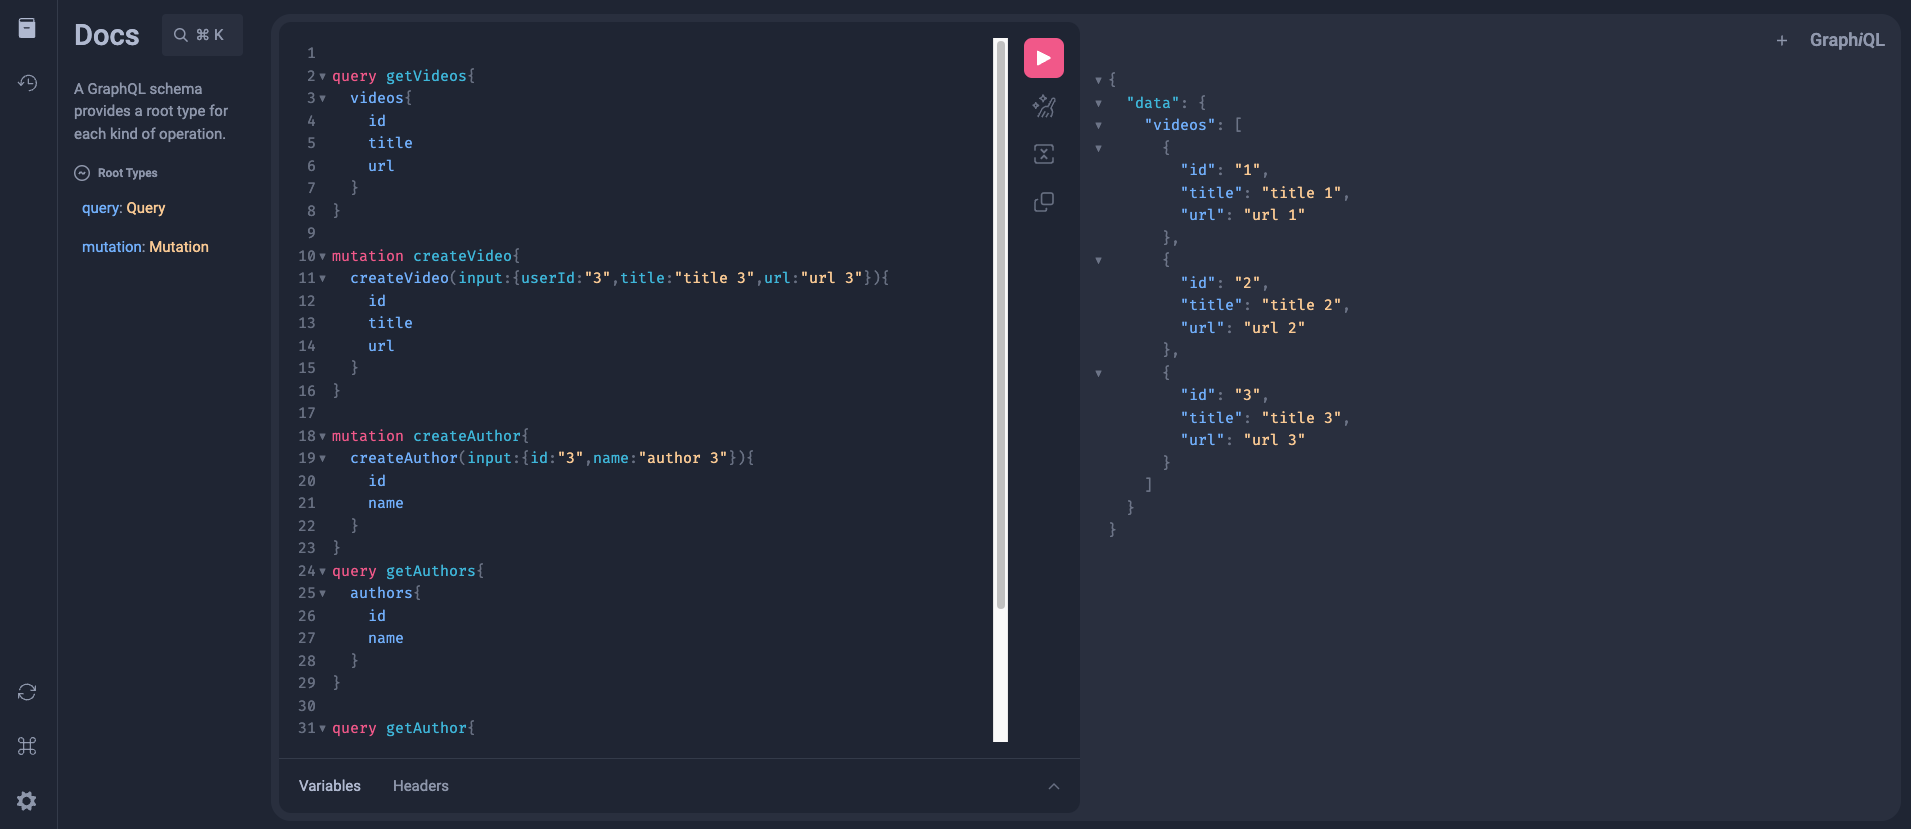 Docs
⌘ K
A GraphQL schema
provides a root type for
each kind of operation.
Root Types
query: Query
mutation: Mutation
1
2 query getVideos{
3 videos{
4 id
5 title
6 url
7 }
8 }
9
10 mutation createVideo{
11 createVideo(input:{userId:"3",title:"title 3",url:"url 3"}){
12 id
13 title
14 url
15 }
16 }
17
18 mutation createAuthor{
19 createAuthor(input:{id:"3",name:"author 3"}){
20 id
21 name
22 }
23 }
24 query getAuthors{
25 authors{
26 id
27 name
28 }
29 }
30
31 query getAuthor{
Variables Headers
+ GraphiQL
{
"data": {
"videos": [
{
"id": "1",
"title": "title 1",
"url": "url 1"
},
{
"id": "2",
"title": "title 2",
"url": "url 2"
},
{
"id": "3",
"title": "title 3",
"url": "url 3"
}
]
}
}